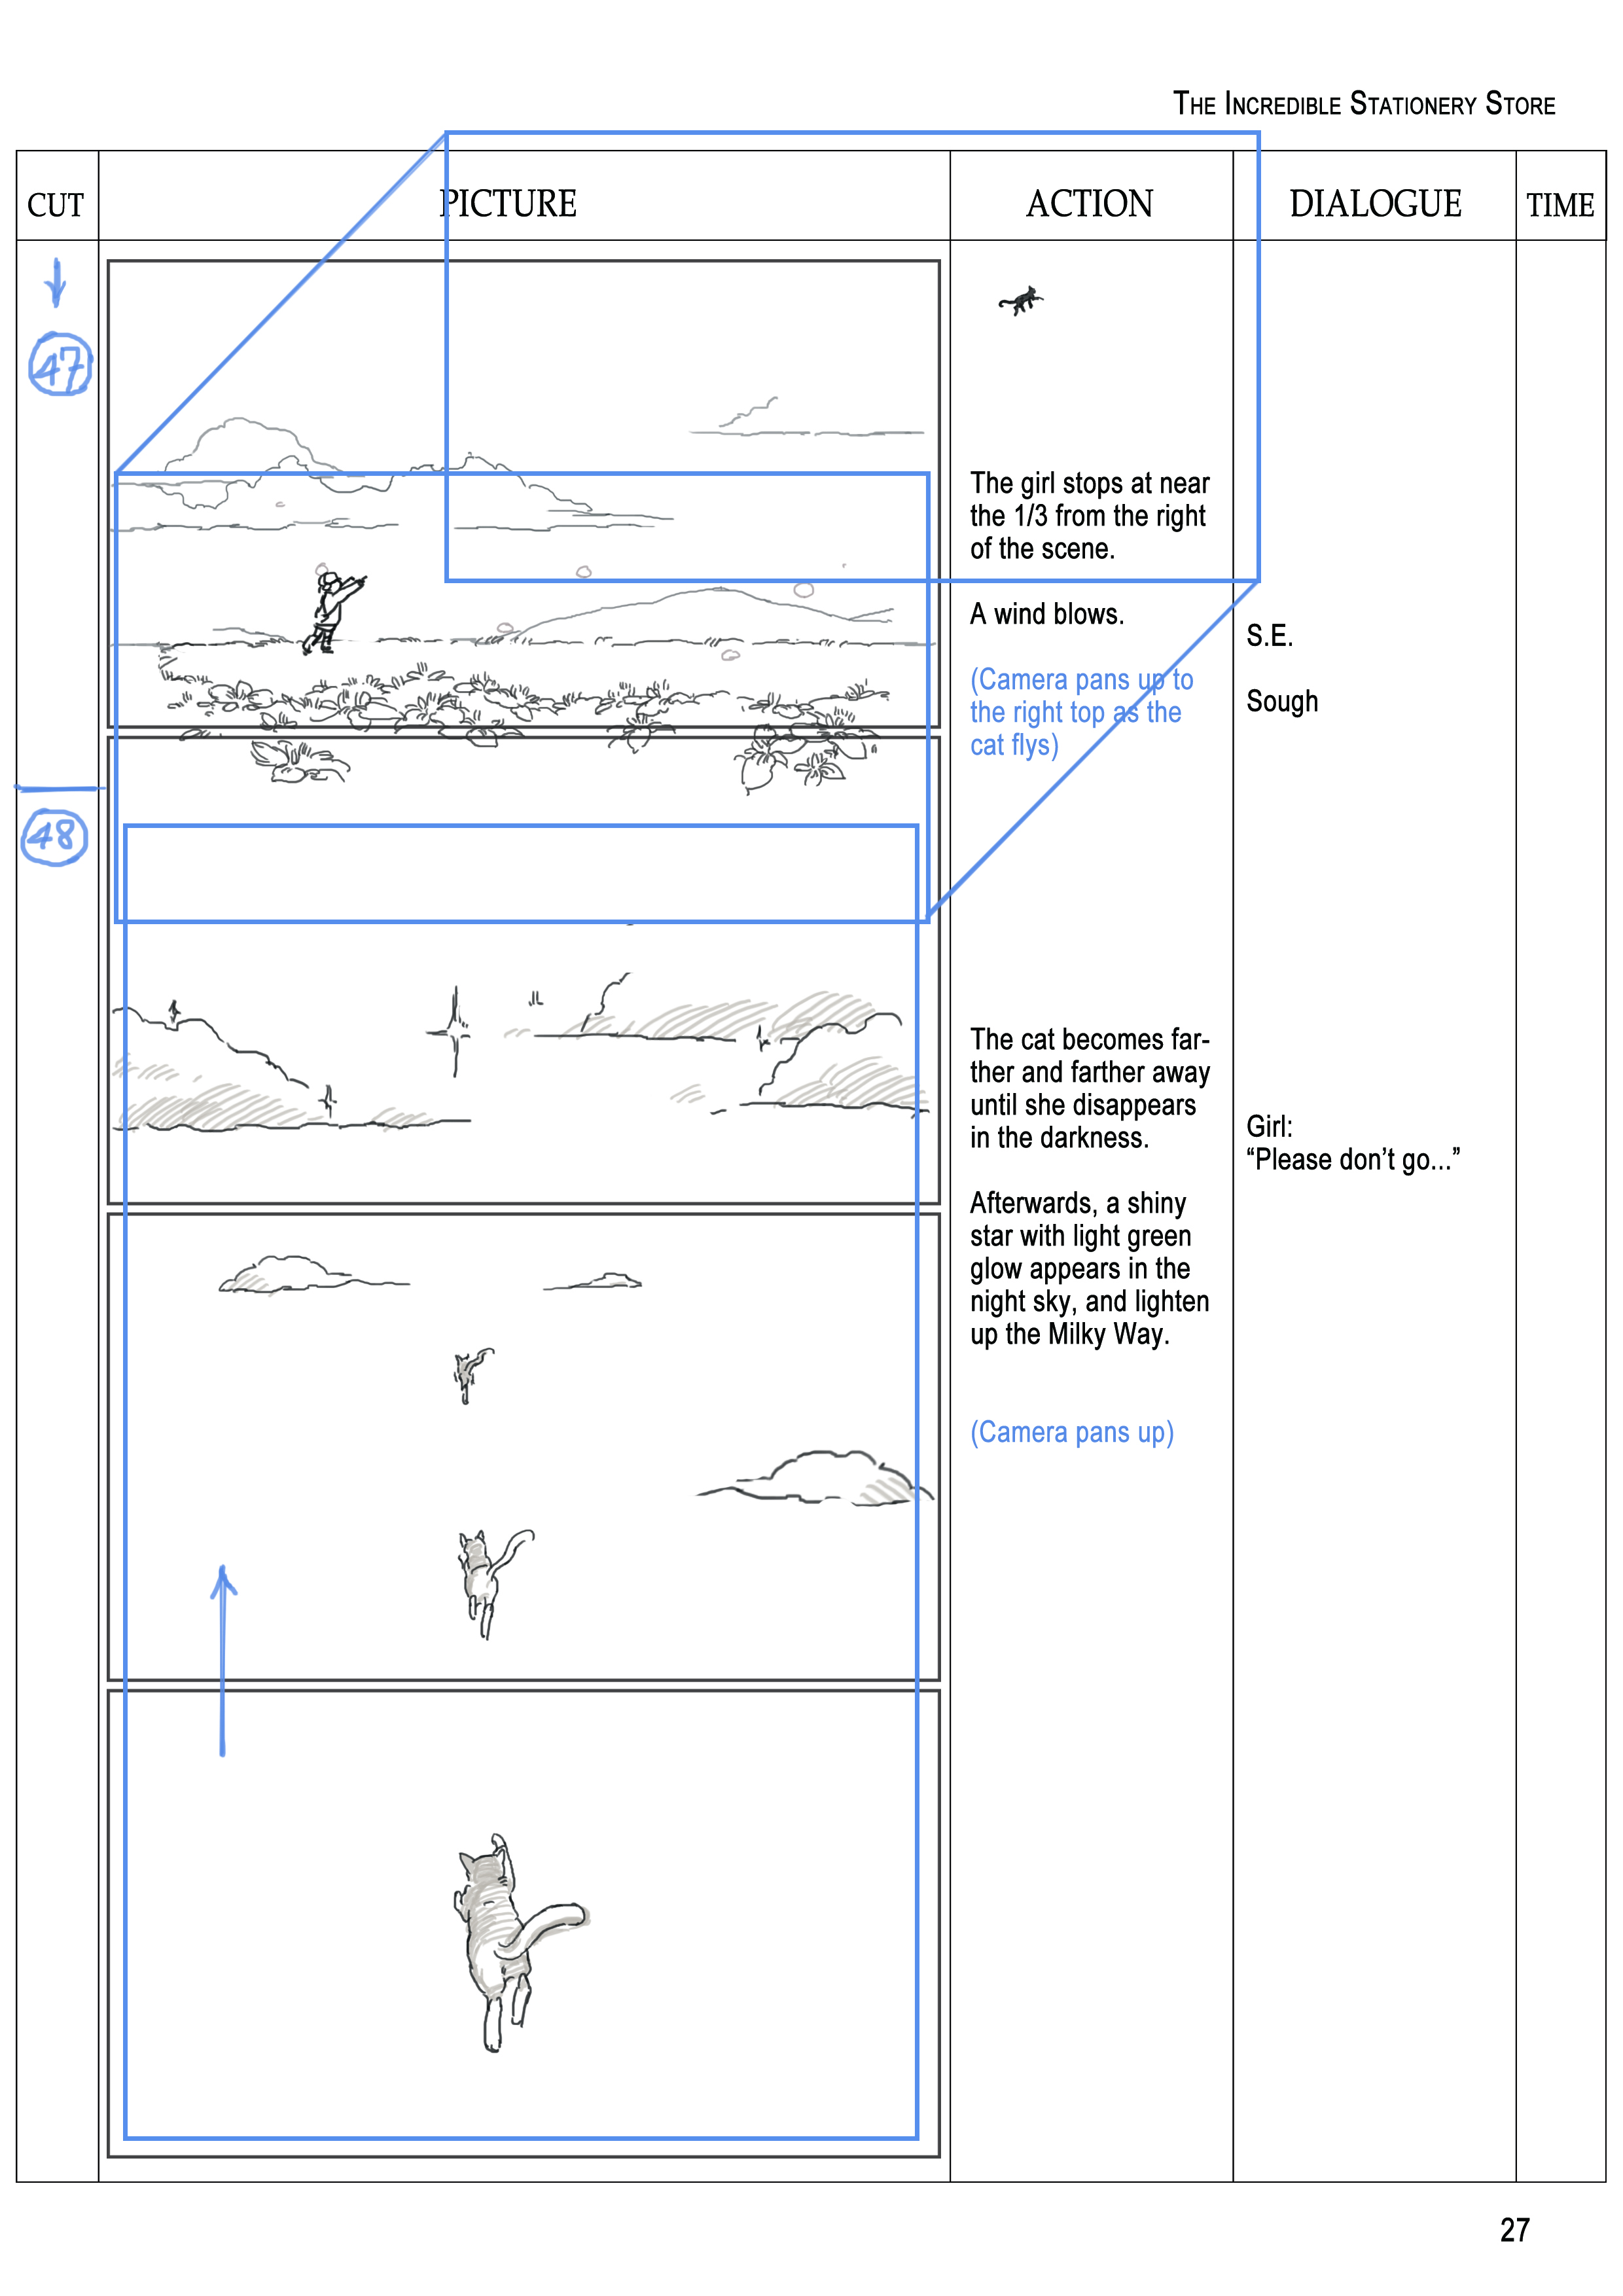 The Incredible Stationery Store
CUT
PICTURE
ACTION
DIALOGUE
TIME
47
The girl stops at near
the 1/3 from the right
of the scene.
A wind blows.
(Camera pans up to
the right top as the
cat flys)
S.E.
Sough
48
The cat becomes far-
ther and farther away
until she disappears
in the darkness.
Afterwards, a shiny
star with light green
glow appears in the
night sky, and lighten
up the Milky Way.
(Camera pans up)
Girl:
“Please don’t go...”
27